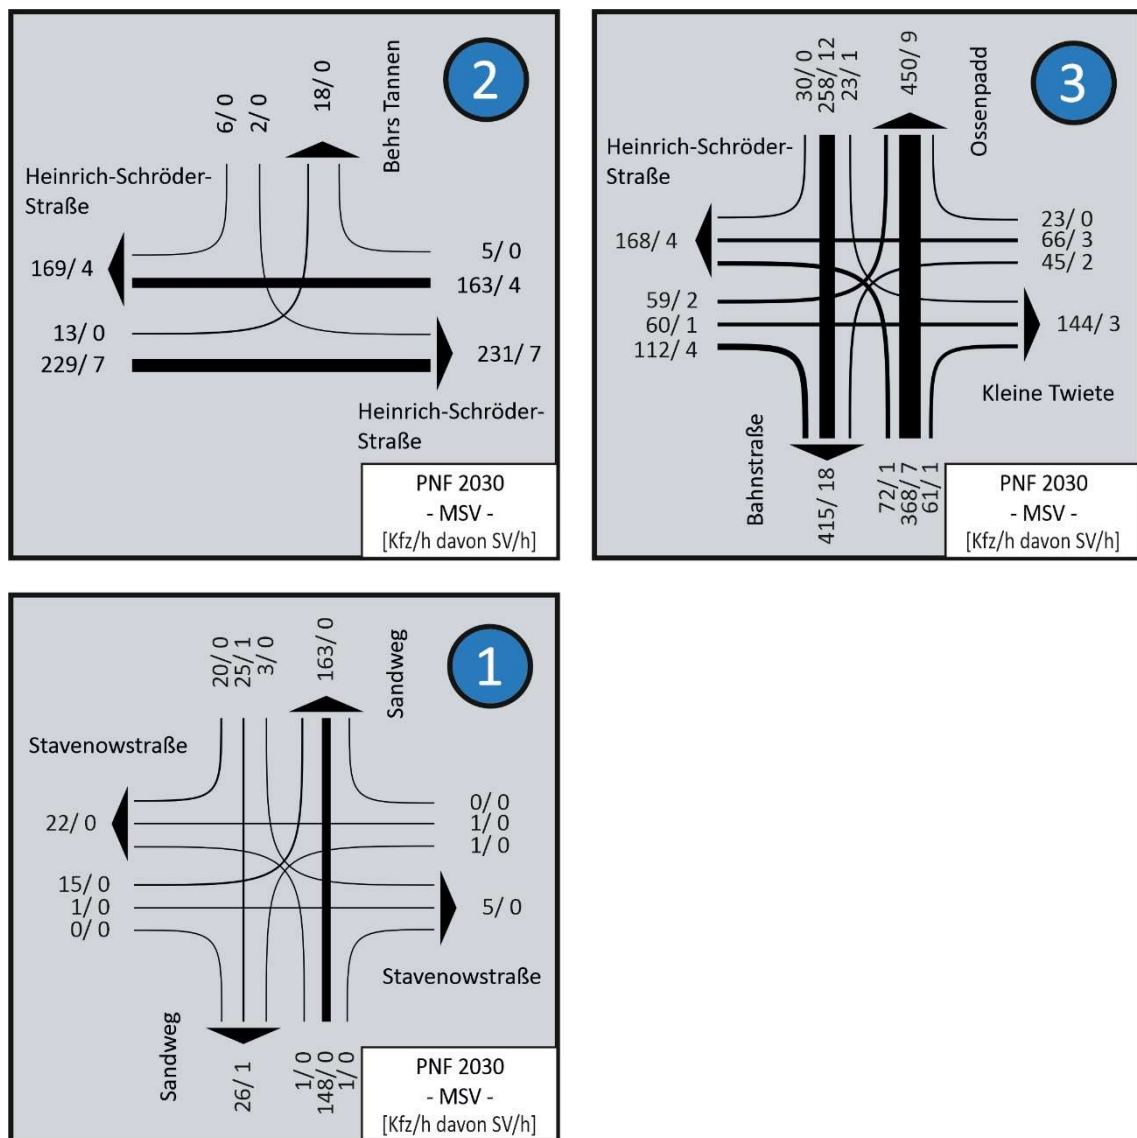 2
6/ 0
2/ 0
18/ 0
Behrs Tannen
Heinrich-Schröder-
Straße
169/ 4
5/ 0
163/ 4
13/ 0
229/ 7
231/ 7
Heinrich-Schröder-
Straße
PNF 2030
- MSV -
[Kfz/h davon SV/h]
3
30/ 0
258/ 12
23/ 1
450/ 9
Ossenpadd
Heinrich-Schröder-
Straße
168/ 4
23/ 0
66/ 3
45/ 2
59/ 2
60/ 1
112/ 4
144/ 3
Kleine Twiete
Bahnstraße
415/ 18
72/ 1
368/ 7
61/ 1
PNF 2030
- MSV -
[Kfz/h davon SV/h]
1
20/ 0
25/ 1
3/ 0
163/ 0
Sandweg
Stavenowstraße
22/ 0
0/ 0
1/ 0
1/ 0
15/ 0
1/ 0
0/ 0
5/ 0
Stavenowstraße
Sandweg
26/ 1
1/ 0
148/ 0
1/ 0
PNF 2030
- MSV -
[Kfz/h davon SV/h]